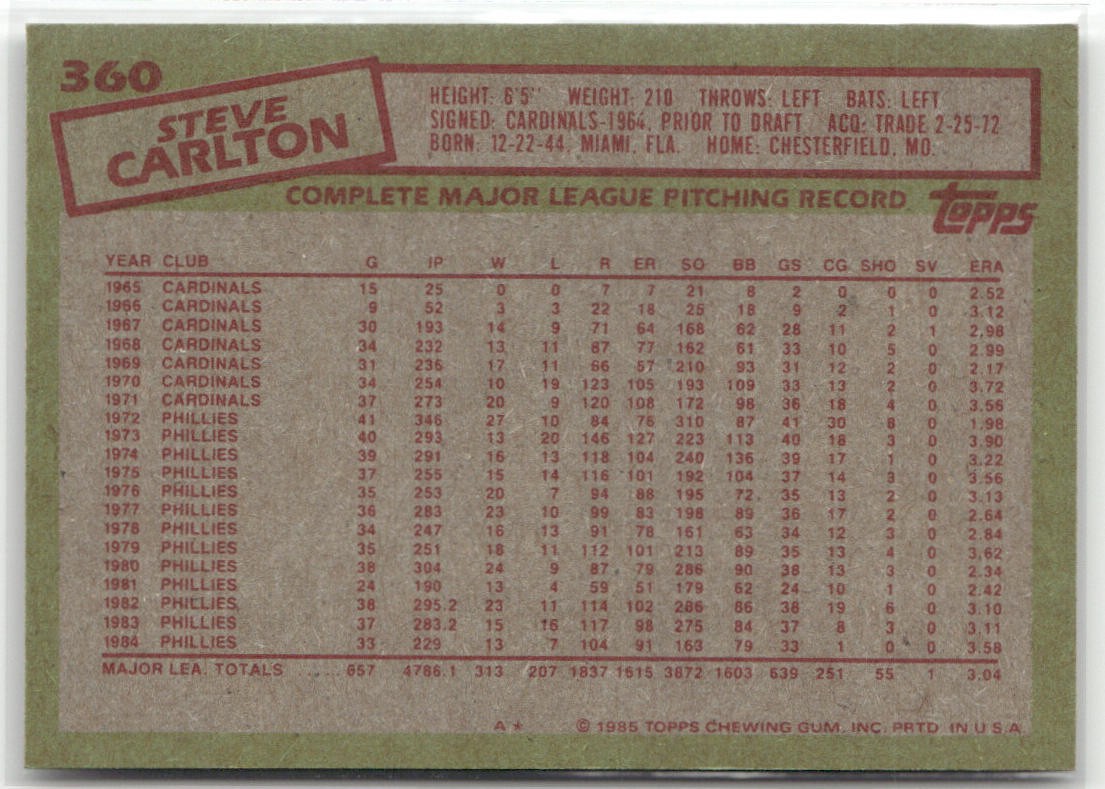 360
STEVE
CARLTON
HEIGHT: 6'5" WEIGHT: 210 THROWS: LEFT BATS: LEFT
SIGNED: CARDINALS-1964, PRIOR TO DRAFT ACQ: TRADE 2-25-72
BORN: 12-22-44, MIAMI, FLA. HOME: CHESTERFIELD, MO.
COMPLETE MAJOR LEAGUE PITCHING RECORD
topps
YEAR CLUB G IP W L R ER SO BB GS CG SHO SV ERA
1965 CARDINALS 15 25 0 0 7 7 21 8 2 0 0 0 2.52
1966 CARDINALS 9 52 3 3 22 18 25 18 9 2 1 0 3.12
1967 CARDINALS 30 193 14 9 71 64 168 62 28 11 2 1 2.98
1968 CARDINALS 34 232 13 11 87 77 162 61 33 10 5 0 2.99
1969 CARDINALS 31 236 17 11 66 57 210 93 31 12 2 0 2.17
1970 CARDINALS 34 254 10 19 123 105 193 109 33 13 2 0 3.72
1971 CARDINALS 37 273 20 9 120 108 172 98 36 18 4 0 3.56
1972 PHILLIES 41 346 27 10 84 76 310 87 41 30 8 0 1.98
1973 PHILLIES 40 293 13 20 146 127 223 113 40 18 3 0 3.90
1974 PHILLIES 39 291 16 13 118 104 240 136 39 17 1 0 3.22
1975 PHILLIES 37 255 15 14 116 101 192 104 37 14 3 0 3.56
1976 PHILLIES 35 253 20 7 94 88 195 72 35 13 2 0 3.13
1977 PHILLIES 36 283 23 10 99 83 198 89 36 17 2 0 2.64
1978 PHILLIES 34 247 16 13 91 78 161 63 34 12 3 0 2.84
1979 PHILLIES 35 251 18 11 112 101 213 89 35 13 4 0 3.62
1980 PHILLIES 38 304 24 9 87 79 286 90 38 13 3 0 2.34
1981 PHILLIES 24 190 13 4 59 51 179 62 24 10 1 0 2.42
1982 PHILLIES 38 295.2 23 11 114 102 286 86 38 19 6 0 3.10
1983 PHILLIES 37 283.2 15 16 117 98 275 84 37 8 3 0 3.11
1984 PHILLIES 33 229 13 7 104 91 163 79 33 1 0 0 3.58
MAJOR LEA. TOTALS ..... 657 4786.1 313 207 1837 1615 3872 1603 639 251 55 1 3.04
A* © 1985 TOPPS CHEWING GUM, INC. PRTD. IN U.S.A.